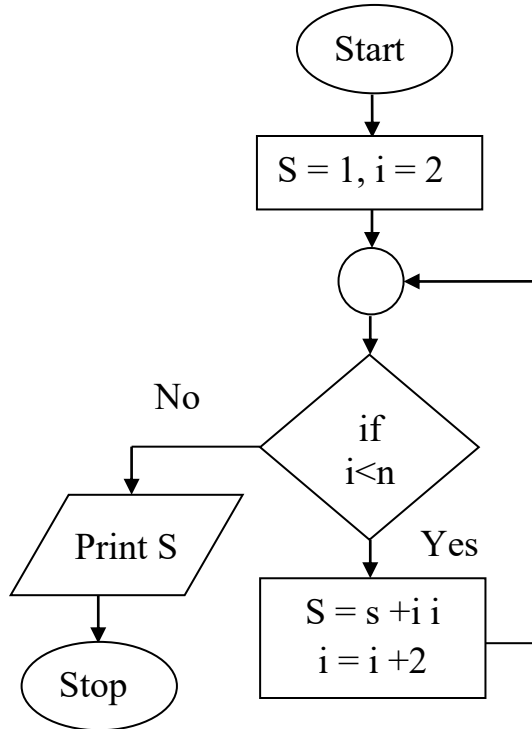 Start
S = 1, i = 2
if
i<n
No
Yes
Print S
S = s +i i
i = i +2
Stop